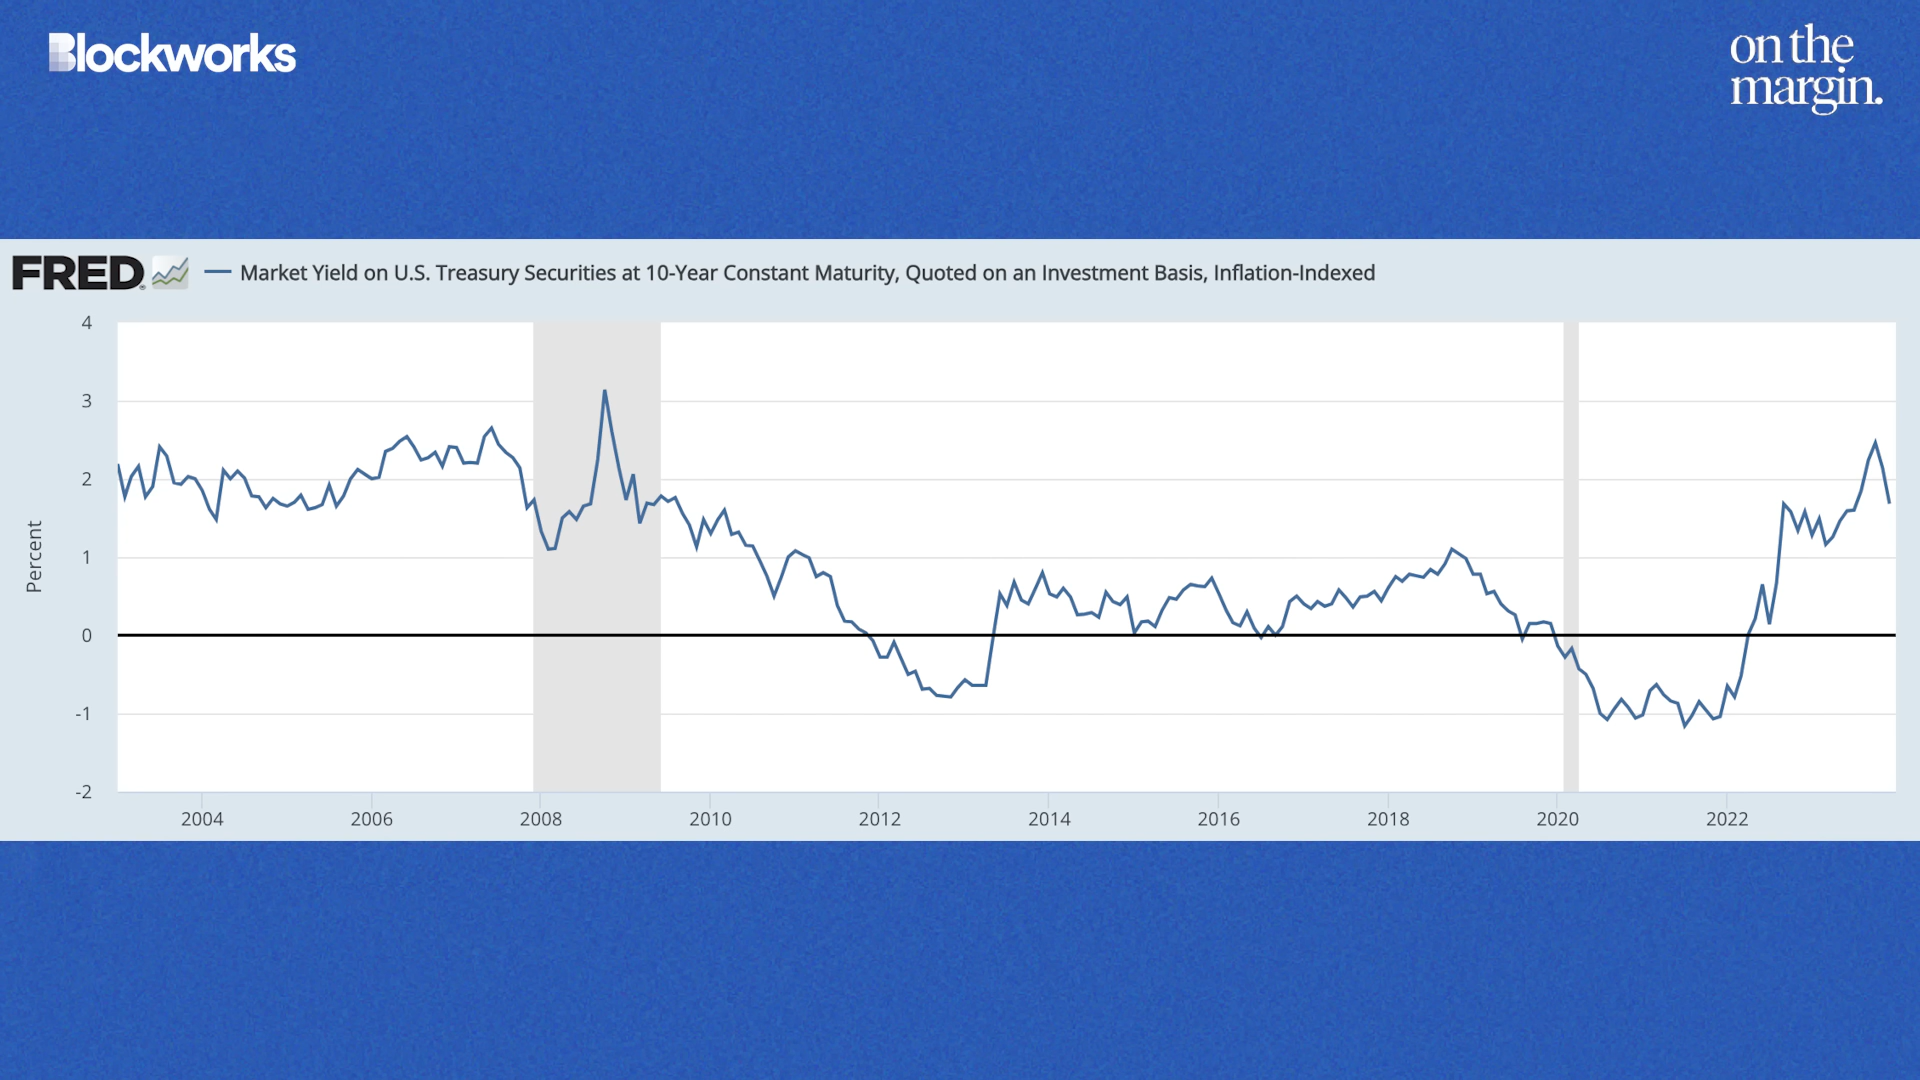 Blockworks
on the
margin.
FRED
Market Yield on U.S. Treasury Securities at 10-Year Constant Maturity, Quoted on an Investment Basis, Inflation-Indexed
4
3
2
1
0
-1
-2
Percent
2004 2006 2008 2010 2012 2014 2016 2018 2020 2022